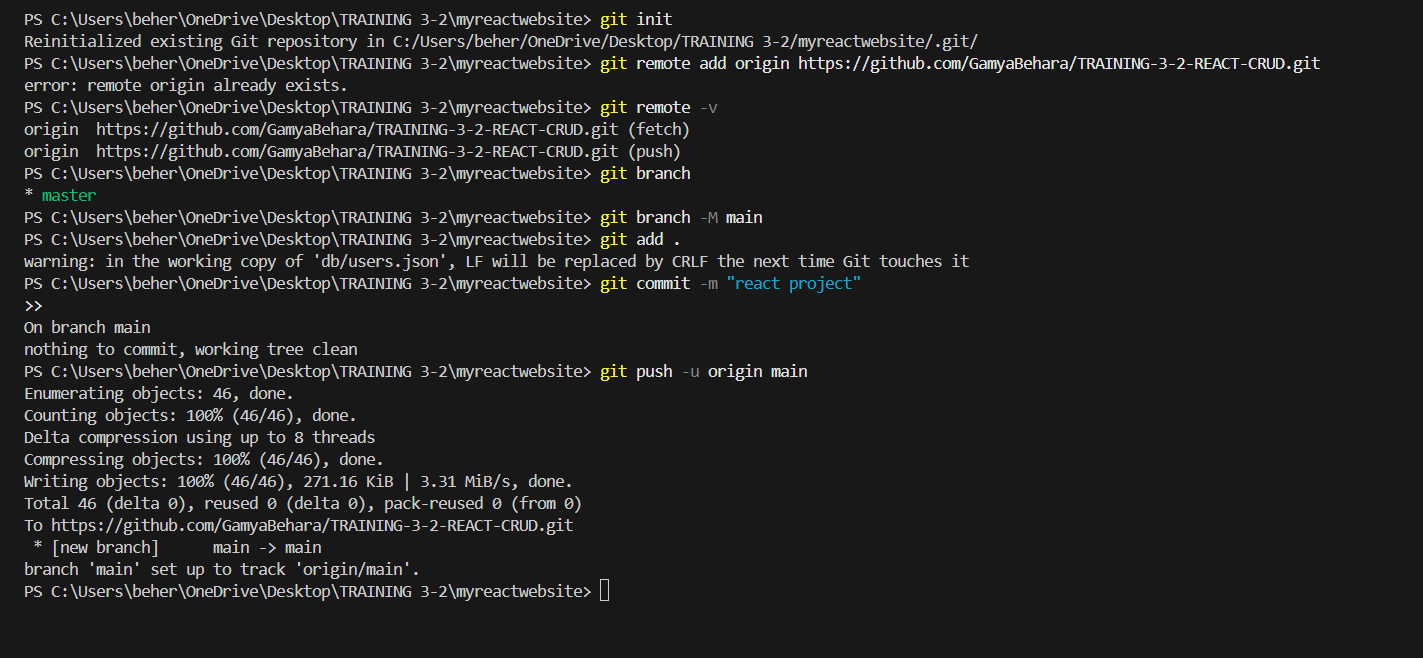 PS C:\Users\beher\OneDrive\Desktop\TRAINING 3-2\myreactwebsite> git init
Reinitialized existing Git repository in C:/Users/beher/OneDrive/Desktop/TRAINING 3-2/myreactwebsite/.git/
PS C:\Users\beher\OneDrive\Desktop\TRAINING 3-2\myreactwebsite> git remote add origin https://github.com/GamyaBehara/TRAINING-3-2-REACT-CRUD.git
error: remote origin already exists.
PS C:\Users\beher\OneDrive\Desktop\TRAINING 3-2\myreactwebsite> git remote -v
origin  https://github.com/GamyaBehara/TRAINING-3-2-REACT-CRUD.git (fetch)
origin  https://github.com/GamyaBehara/TRAINING-3-2-REACT-CRUD.git (push)
PS C:\Users\beher\OneDrive\Desktop\TRAINING 3-2\myreactwebsite> git branch
* master
PS C:\Users\beher\OneDrive\Desktop\TRAINING 3-2\myreactwebsite> git branch -M main
PS C:\Users\beher\OneDrive\Desktop\TRAINING 3-2\myreactwebsite> git add .
warning: in the working copy of 'db/users.json', LF will be replaced by CRLF the next time Git touches it
PS C:\Users\beher\OneDrive\Desktop\TRAINING 3-2\myreactwebsite> git commit -m "react project"
>>
On branch main
nothing to commit, working tree clean
PS C:\Users\beher\OneDrive\Desktop\TRAINING 3-2\myreactwebsite> git push -u origin main
Enumerating objects: 46, done.
Counting objects: 100% (46/46), done.
Delta compression using up to 8 threads
Compressing objects: 100% (46/46), done.
Writing objects: 100% (46/46), 271.16 KiB | 3.31 MiB/s, done.
Total 46 (delta 0), reused 0 (delta 0), pack-reused 0 (from 0)
To https://github.com/GamyaBehara/TRAINING-3-2-REACT-CRUD.git
 * [new branch]      main -> main
branch 'main' set up to track 'origin/main'.
PS C:\Users\beher\OneDrive\Desktop\TRAINING 3-2\myreactwebsite>